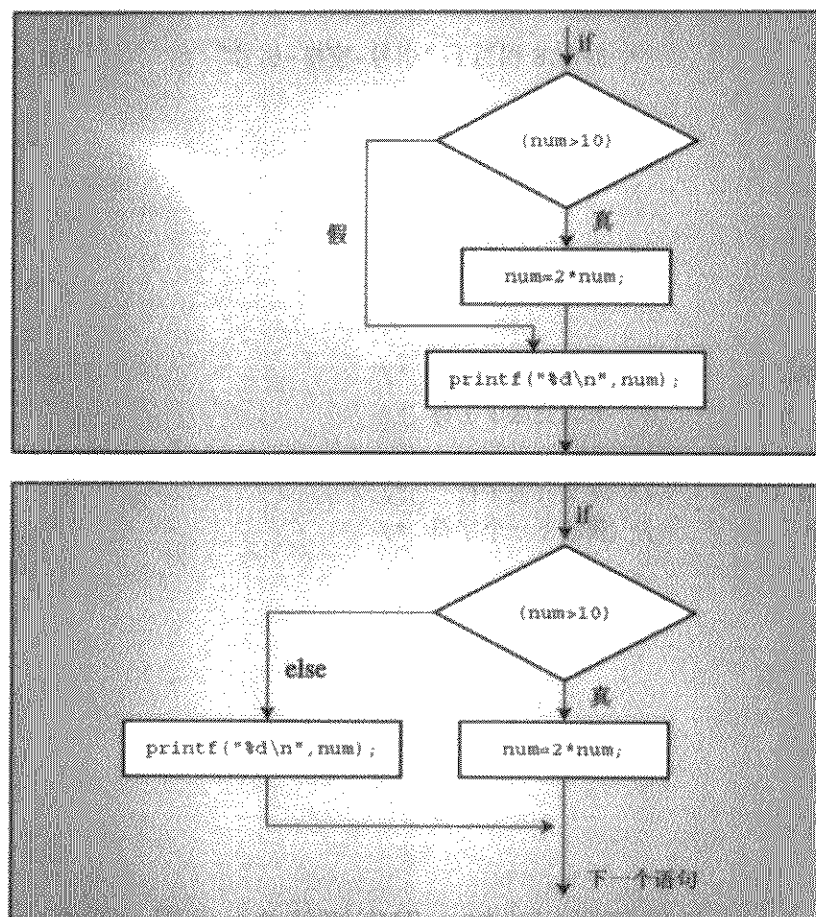 if
(num>10)
真
假
num=2*num;
printf("%d\n",num);
if
(num>10)
else
真
printf("%d\n",num);
num=2*num;
下一个语句